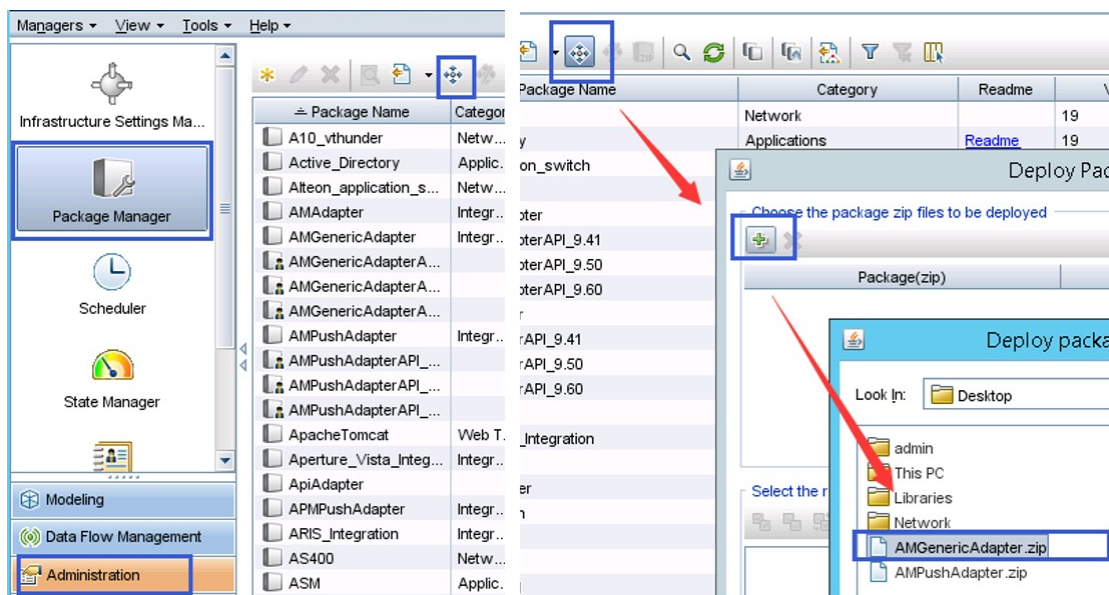 Managers View Tools Help
Infrastructure Settings Ma...
Package Manager
Scheduler
State Manager
Modeling
Data Flow Management
Administration
Package Name Categor
A10_vthunder Netw...
Active_Directory Applic...
Alteon_application_s... Netw...
AMAdapter Integr...
AMGenericAdapter Integr...
AMGenericAdapterA...
AMGenericAdapterA...
AMGenericAdapterA...
AMPushAdapter Integr...
AMPushAdapterAPI_...
AMPushAdapterAPI_...
AMPushAdapterAPI_...
ApacheTomcat Web T...
Aperture_Vista_Integ... Integr...
ApiAdapter
APMPushAdapter Integr...
ARIS_Integration Integr...
AS400 Netw...
ASM Applic...
Package Name Category Readme V
Network 19
y Applications Readme 19
on_switch
pter
pterAPI_9.41
pterAPI_9.50
pterAPI_9.60
r
rAPI_9.41
rAPI_9.50
rAPI_9.60
_Integration
er
n
Deploy Pac
Choose the package zip files to be deployed
Package(zip)
Select the r
Deploy packa
Look In: Desktop
admin
This PC
Libraries
Network
AMGenericAdapter.zip
AMPushAdapter.zip